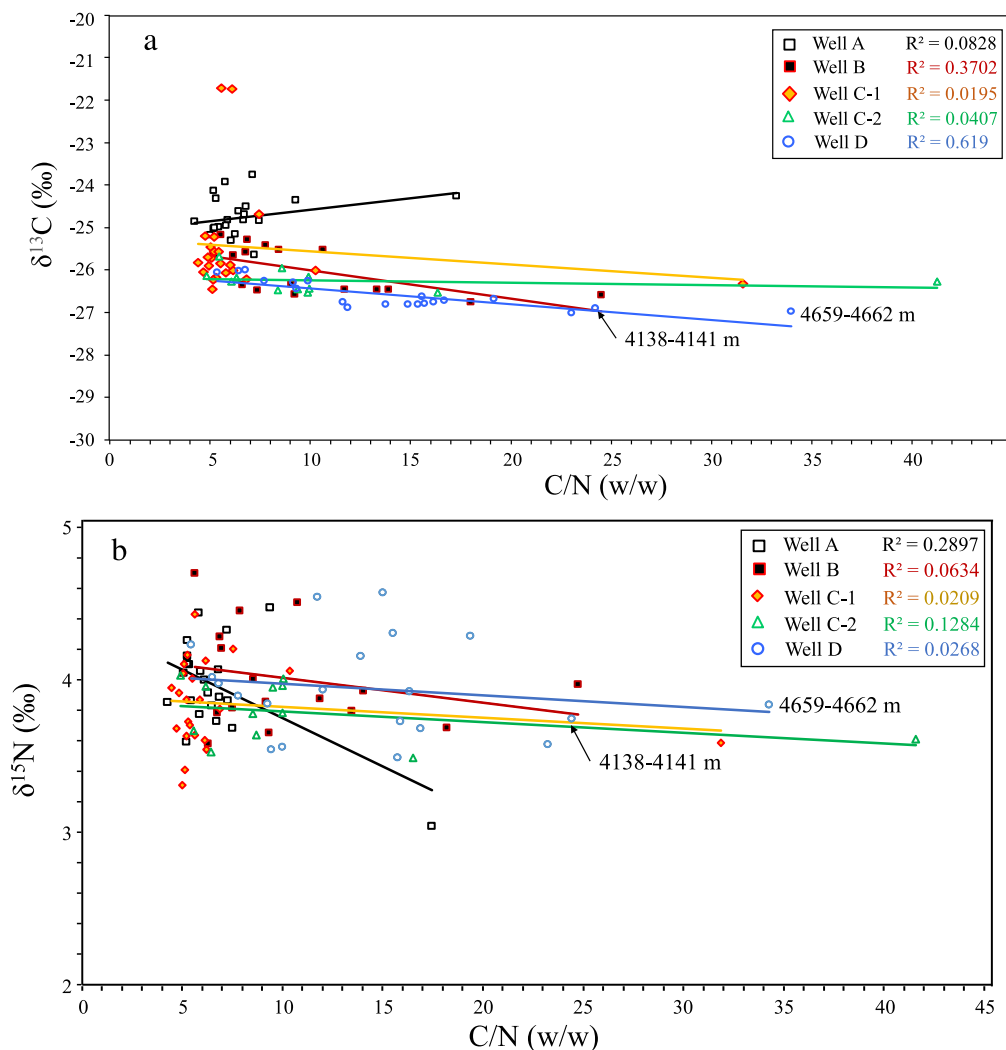 a
-20
-21
-22
-23
-24
-25
-26
-27
-28
-29
-30
δ¹³C (‰)
Well A R² = 0.0828
Well B R² = 0.3702
Well C-1 R² = 0.0195
Well C-2 R² = 0.0407
Well D R² = 0.619
4659-4662 m
4138-4141 m
0 5 10 15 20 25 30 35 40
C/N (w/w)
b
5
4
3
2
δ¹⁵N (‰)
Well A R² = 0.2897
Well B R² = 0.0634
Well C-1 R² = 0.0209
Well C-2 R² = 0.1284
Well D R² = 0.0268
4659-4662 m
4138-4141 m
0 5 10 15 20 25 30 35 40 45
C/N (w/w)